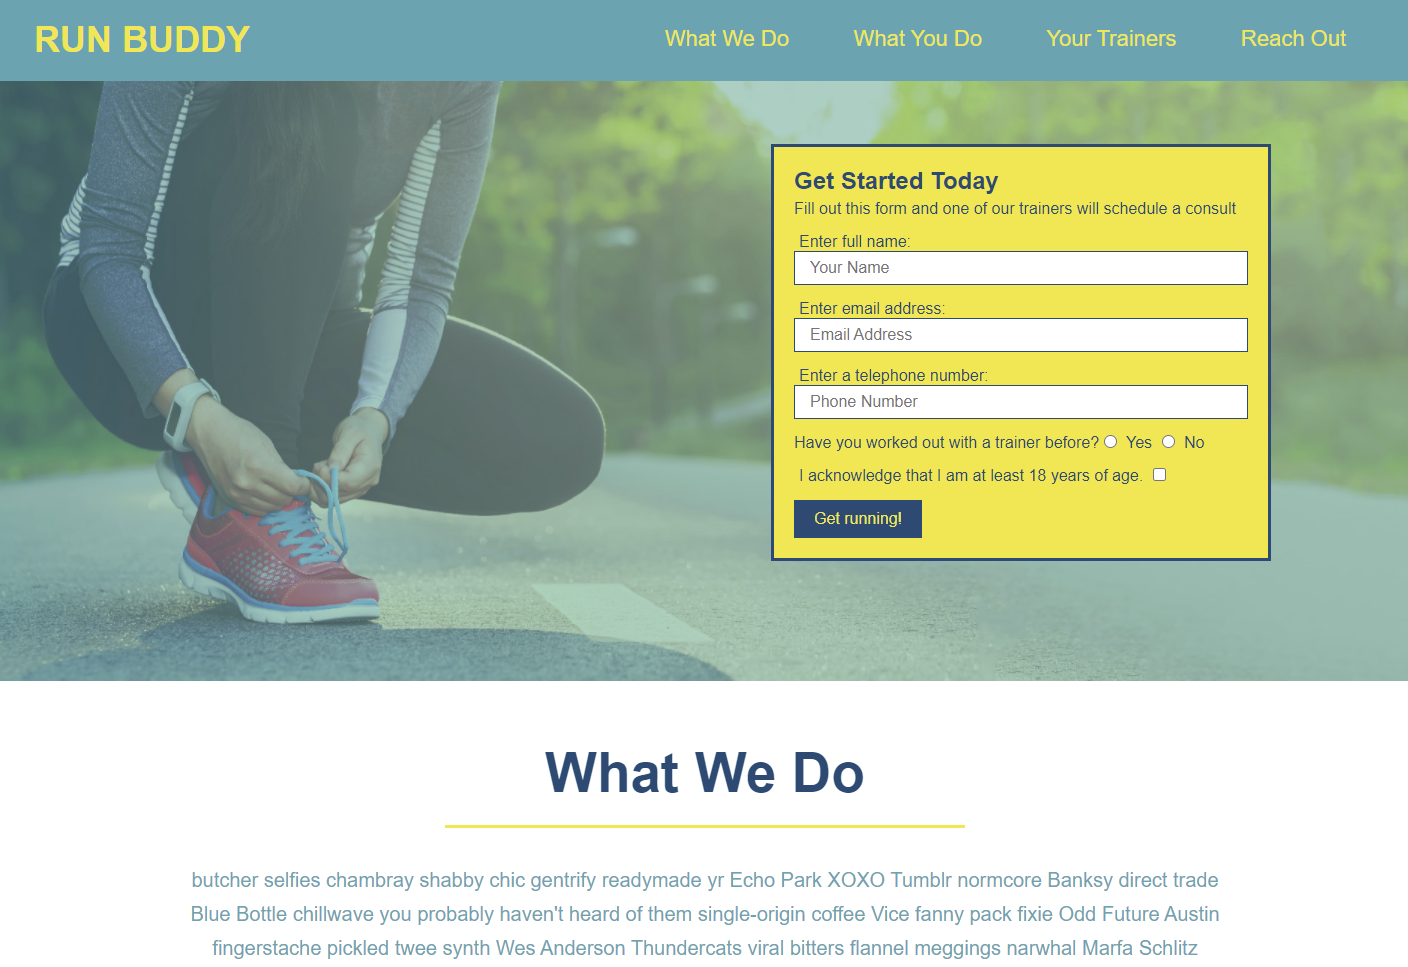 RUN BUDDY
What We Do
What You Do
Your Trainers
Reach Out
Get Started Today
Fill out this form and one of our trainers will schedule a consult
Enter full name:
Your Name
Enter email address:
Email Address
Enter a telephone number:
Phone Number
Have you worked out with a trainer before? Yes No
I acknowledge that I am at least 18 years of age.
Get running!
What We Do
butcher selfies chambray shabby chic gentrify readymade yr Echo Park XOXO Tumblr normcore Banksy direct trade
Blue Bottle chillwave you probably haven't heard of them single-origin coffee Vice fanny pack fixie Odd Future Austin
fingerstache pickled twee synth Wes Anderson Thundercats viral bitters flannel meggings narwhal Marfa Schlitz